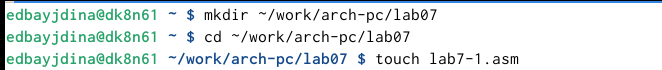 edbayjdina@dk8n61 ~ $ mkdir ~/work/arch-pc/lab07
edbayjdina@dk8n61 ~ $ cd ~/work/arch-pc/lab07
edbayjdina@dk8n61 ~/work/arch-pc/lab07 $ touch lab7-1.asm